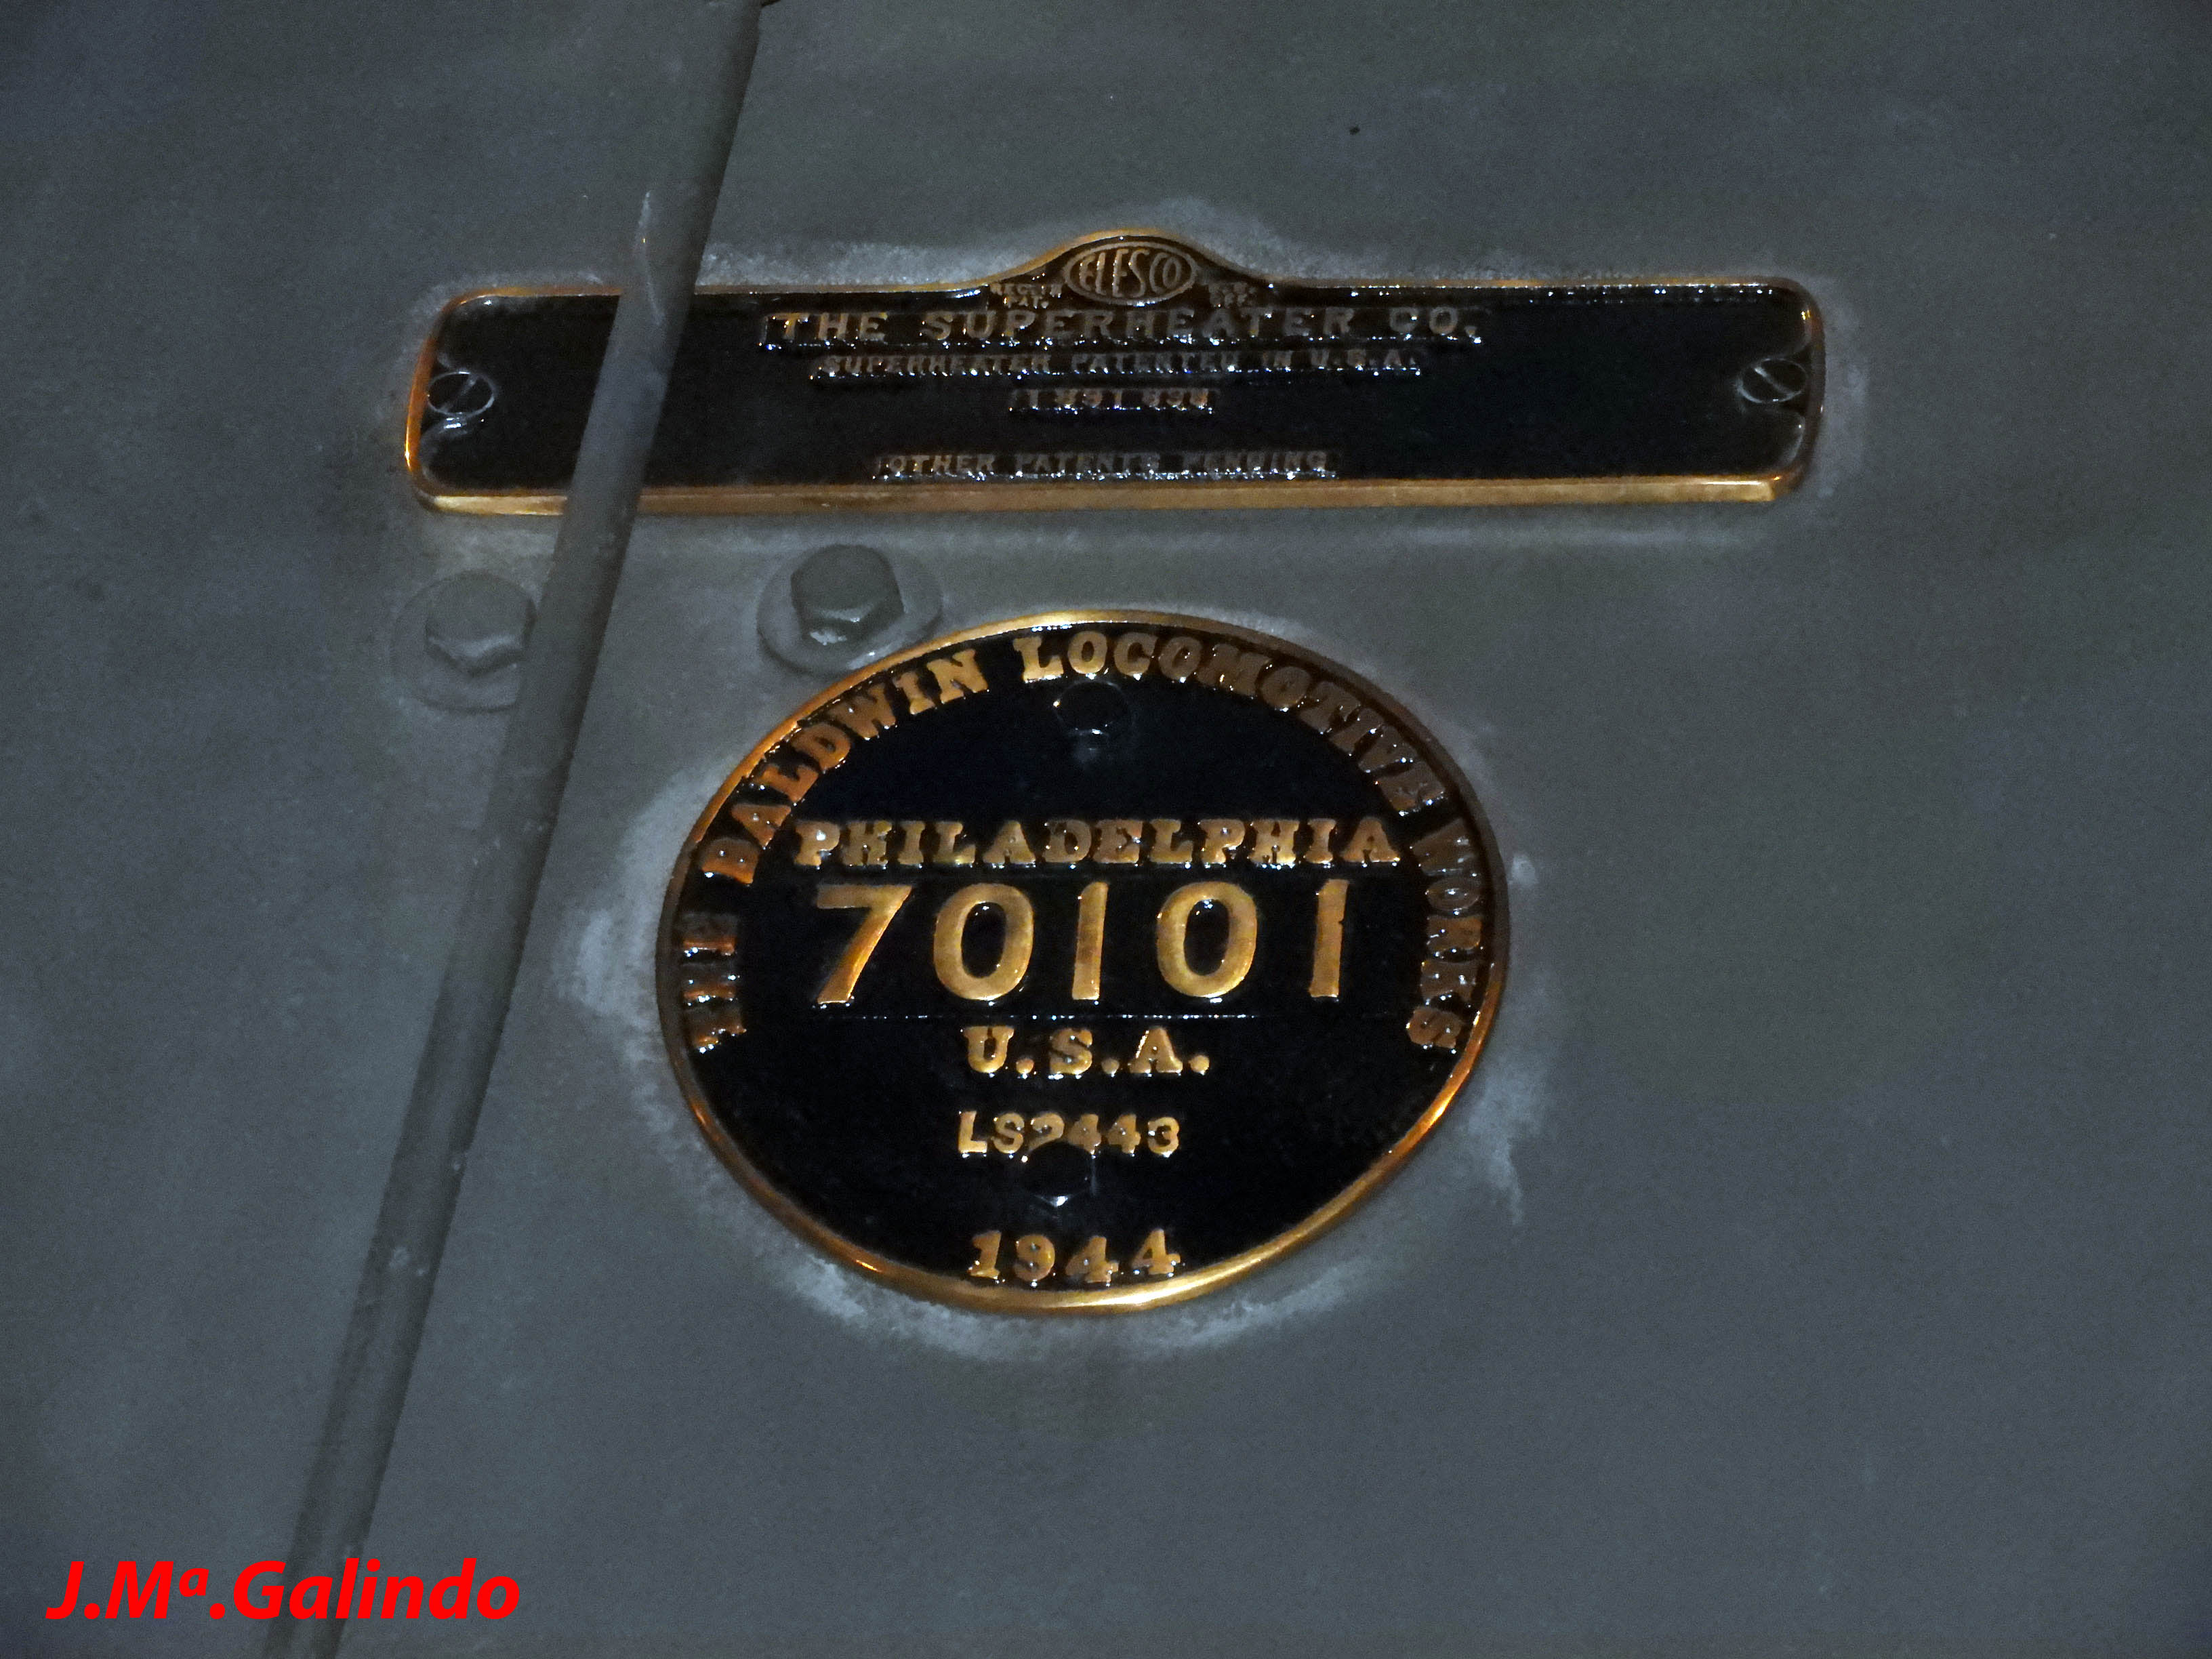 ELESCO
PAT.
THE SUPERHEATER CO.
SUPERHEATER PATENTED IN U.S.A.
OTHER PATENTS PENDING
THE BALDWIN LOCOMOTIVE WORKS
PHILADELPHIA
70101
U.S.A.
LS2443
1944
J.Mª.Galindo